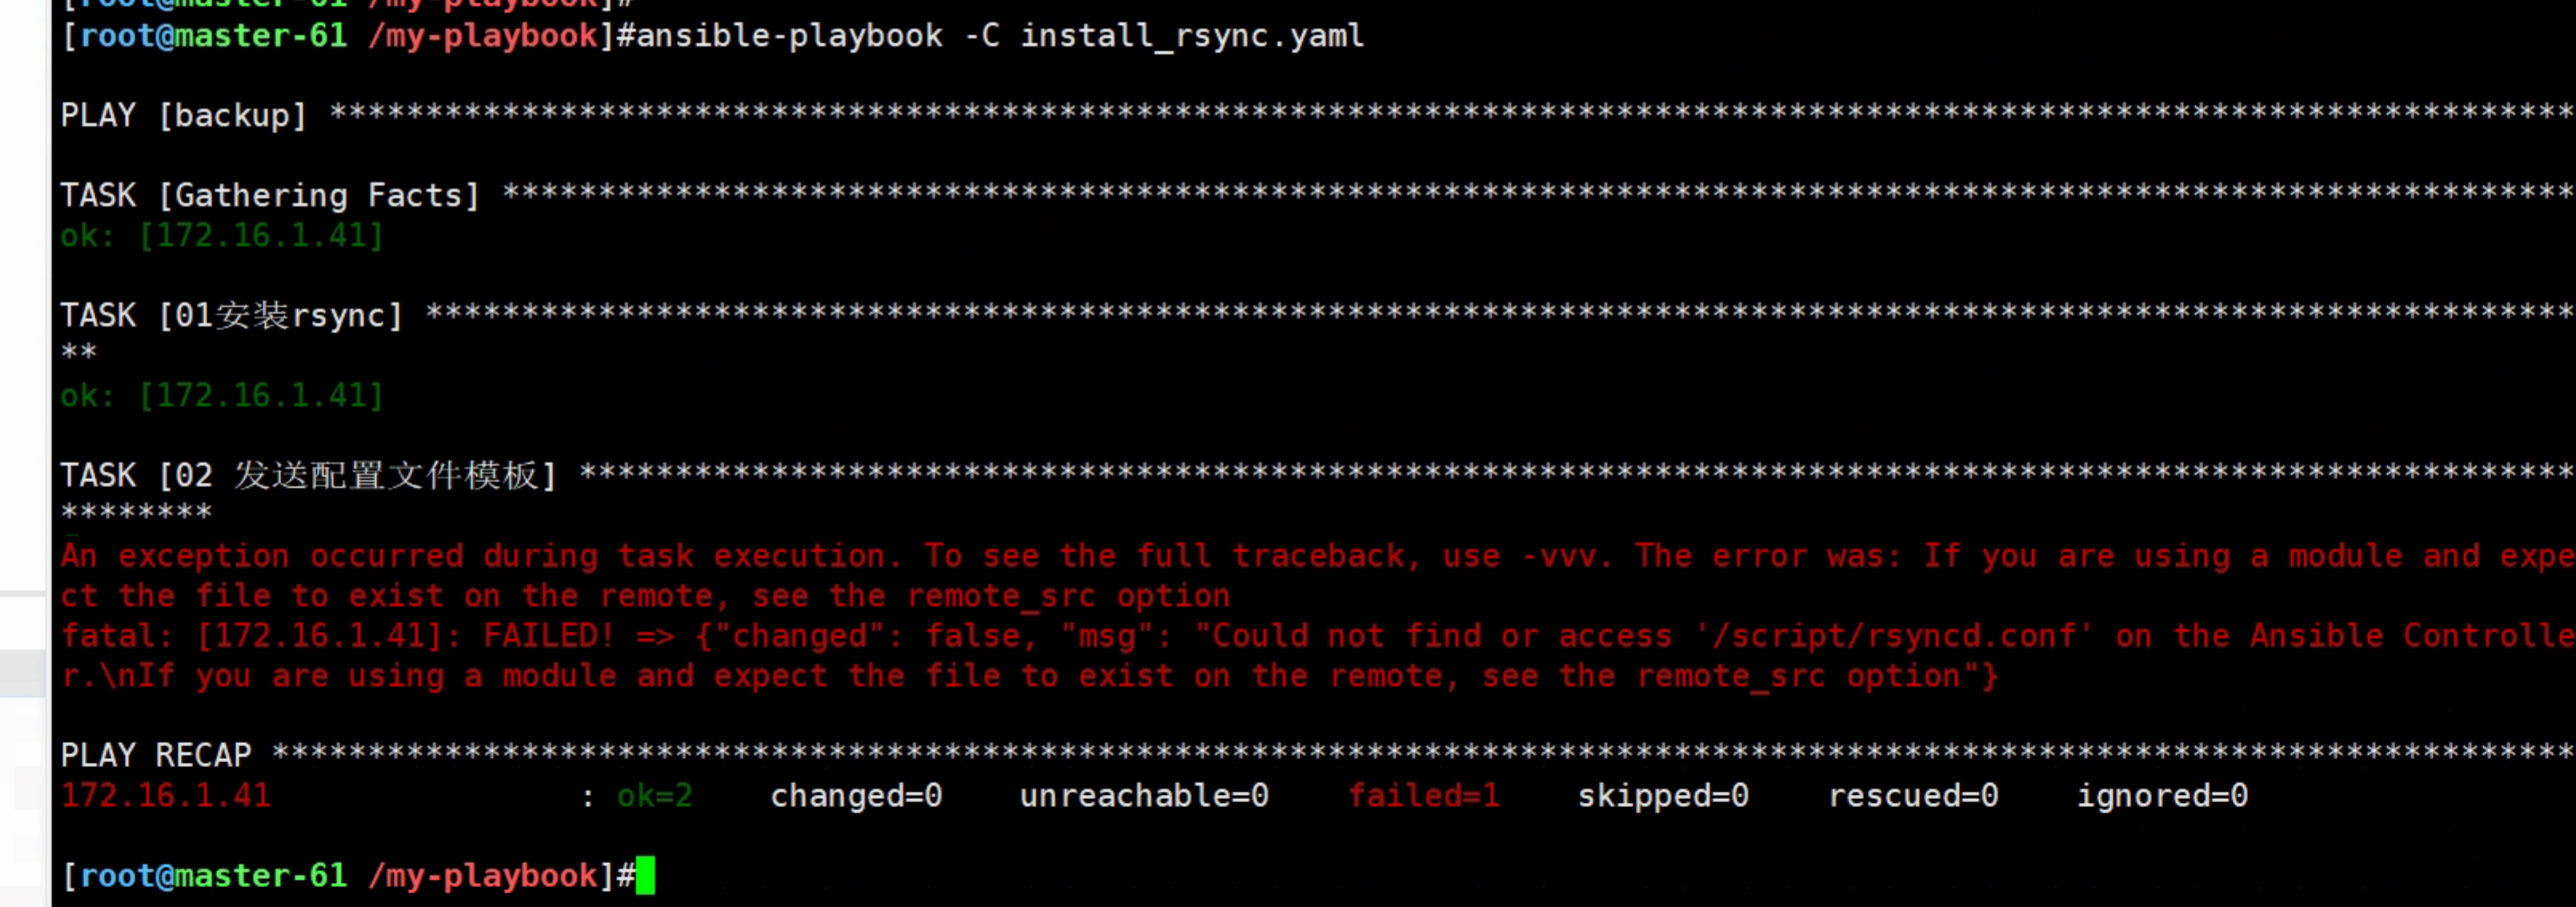 [root@master-61 /my-playbook]#
[root@master-61 /my-playbook]#ansible-playbook -C install_rsync.yaml
PLAY [backup] *********************************************************************************************************************
TASK [Gathering Facts] ************************************************************************************************************
ok: [172.16.1.41]
TASK [01安装rsync] ****************************************************************************************************************
**
ok: [172.16.1.41]
TASK [02 发送配置文件模板] ********************************************************************************************************
********
An exception occurred during task execution. To see the full traceback, use -vvv. The error was: If you are using a module and expe
ct the file to exist on the remote, see the remote_src option
fatal: [172.16.1.41]: FAILED! => {"changed": false, "msg": "Could not find or access '/script/rsyncd.conf' on the Ansible Controlle
r.\nIf you are using a module and expect the file to exist on the remote, see the remote_src option"}
PLAY RECAP ************************************************************************************************************************
172.16.1.41 : ok=2 changed=0 unreachable=0 failed=1 skipped=0 rescued=0 ignored=0
[root@master-61 /my-playbook]#